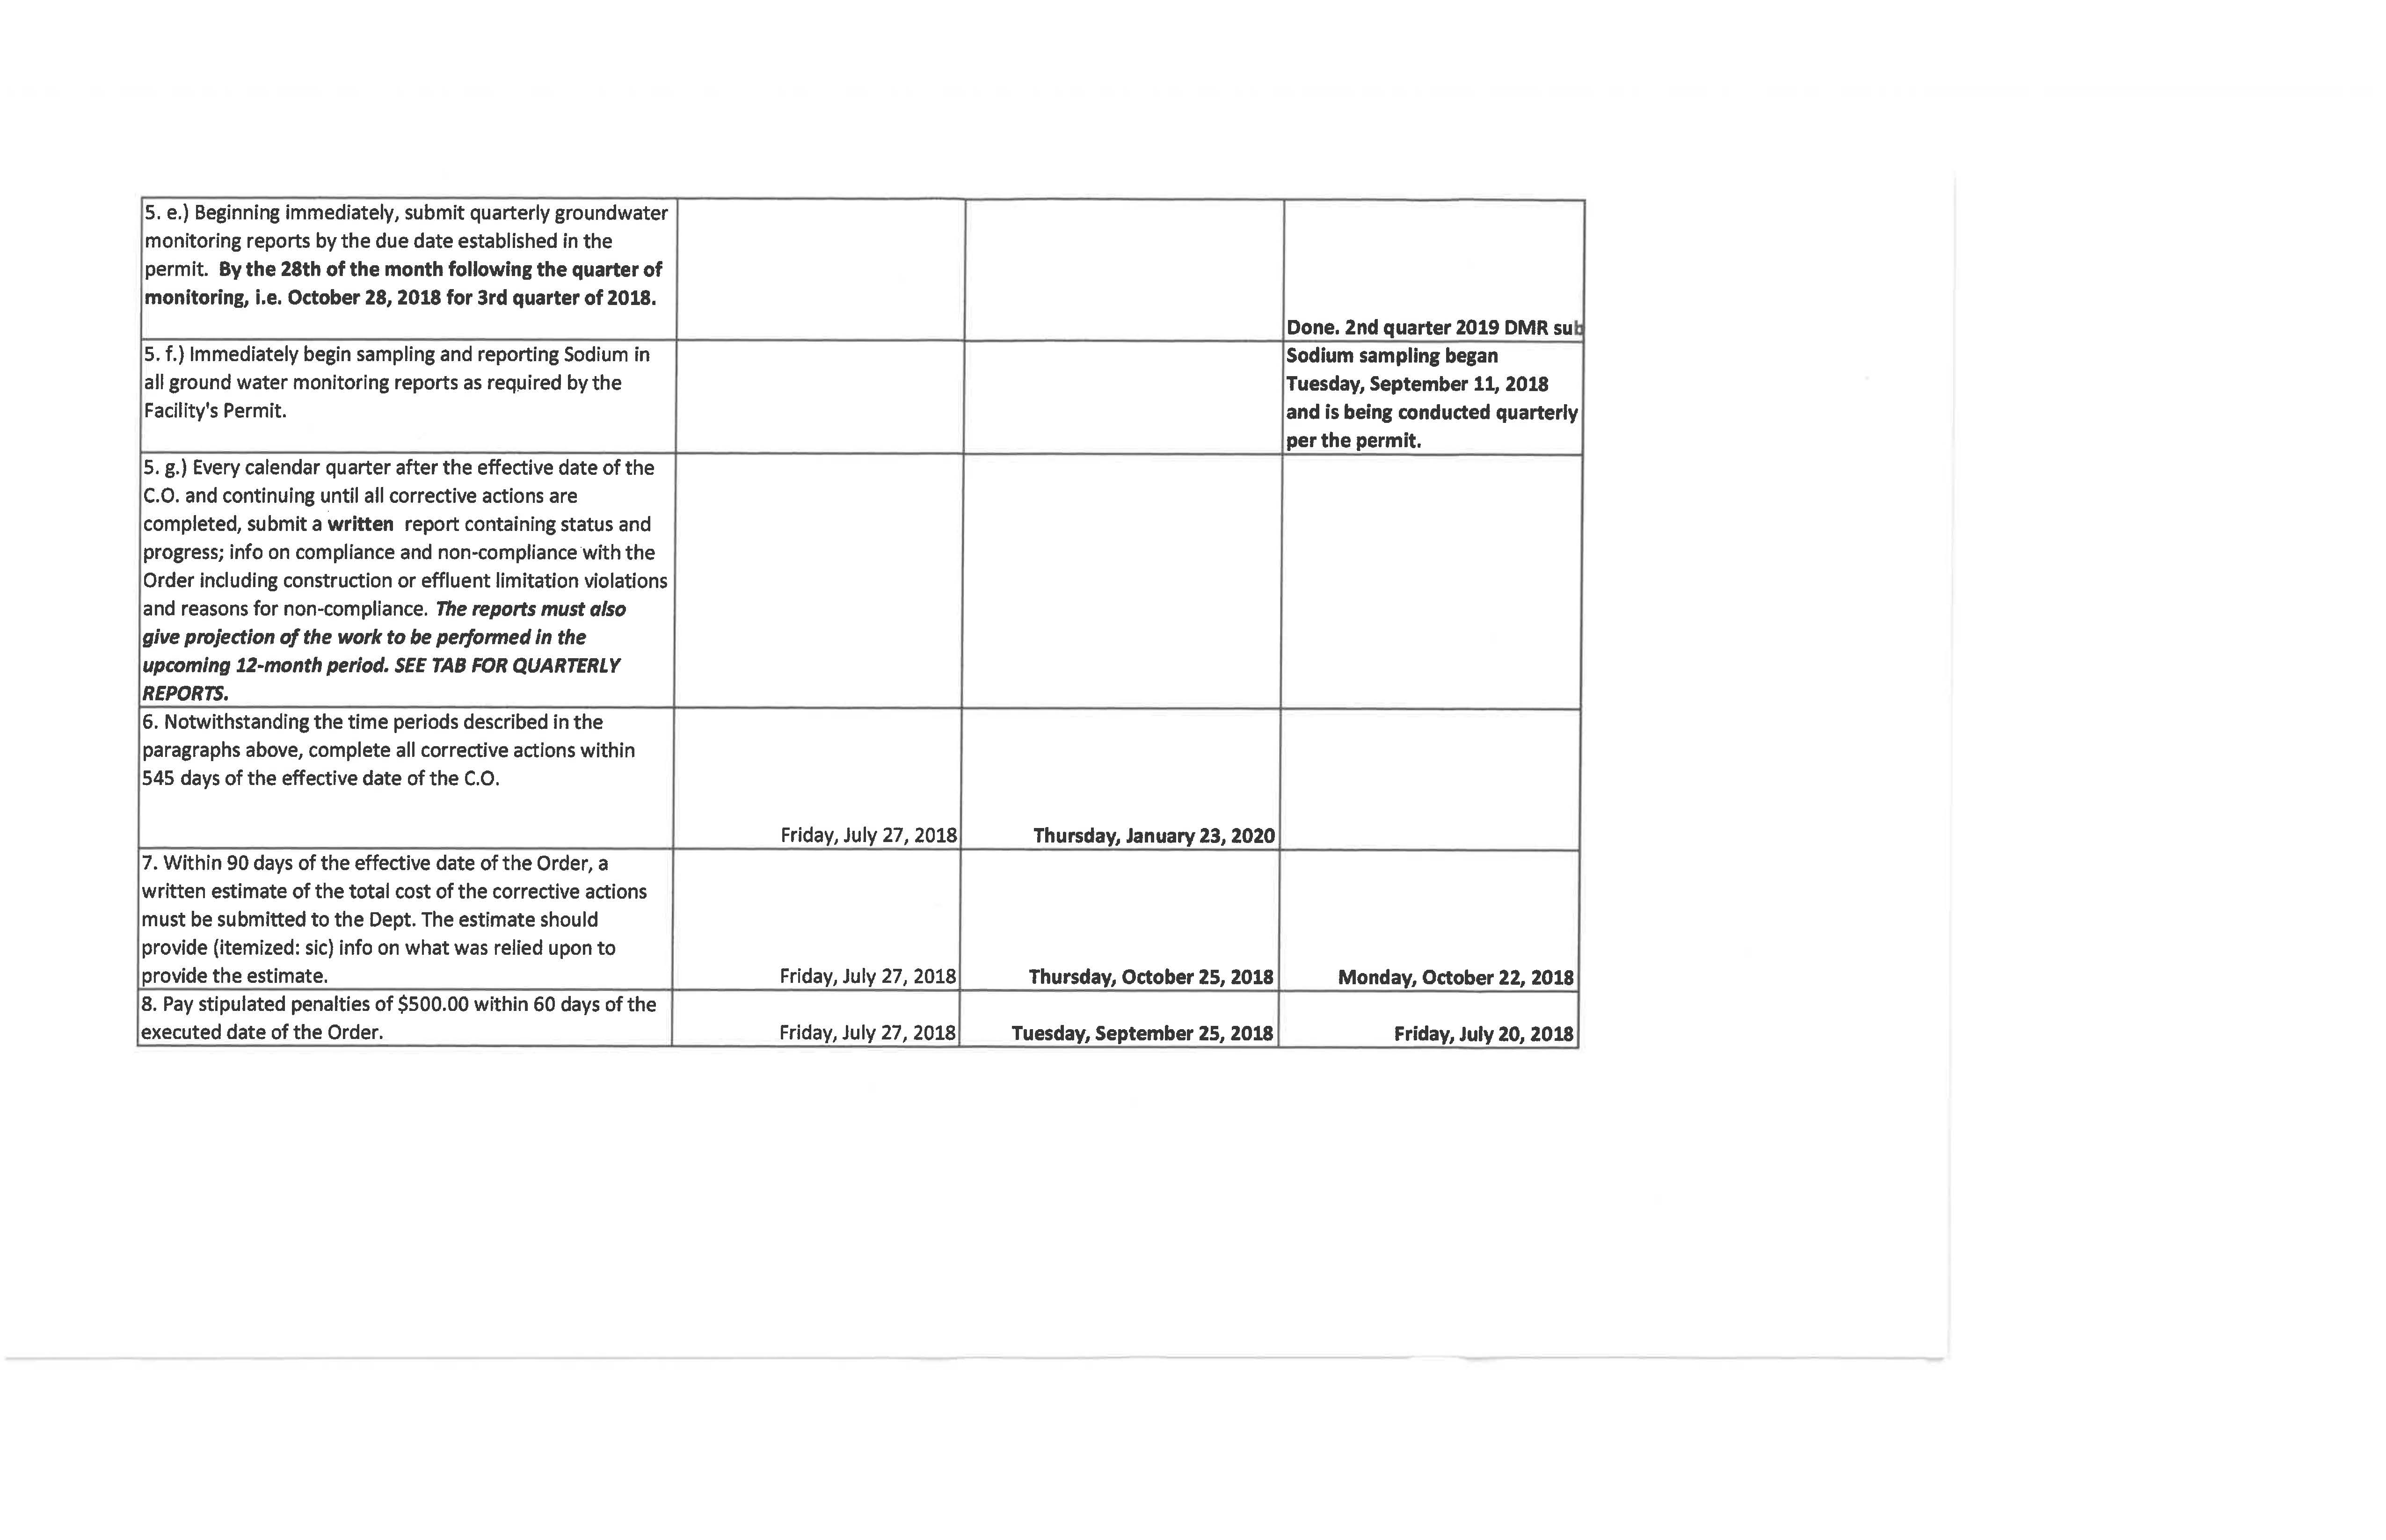 5. e.) Beginning immediately, submit quarterly groundwater
monitoring reports by the due date established in the
permit.  By the 28th of the month following the quarter of
monitoring, i.e. October 28, 2018 for 3rd quarter of 2018.
Done. 2nd quarter 2019 DMR sub
5. f.) Immediately begin sampling and reporting Sodium in
all ground water monitoring reports as required by the
Facility's Permit.
Sodium sampling began
Tuesday, September 11, 2018
and is being conducted quarterly
per the permit.
5. g.) Every calendar quarter after the effective date of the
C.O. and continuing until all corrective actions are
completed, submit a written  report containing status and
progress; info on compliance and non-compliance with the
Order including construction or effluent limitation violations
and reasons for non-compliance. The reports must also
give projection of the work to be performed in the
upcoming 12-month period. SEE TAB FOR QUARTERLY
REPORTS.
6. Notwithstanding the time periods described in the
paragraphs above, complete all corrective actions within
545 days of the effective date of the C.O.
Friday, July 27, 2018
Thursday, January 23, 2020
7. Within 90 days of the effective date of the Order, a
written estimate of the total cost of the corrective actions
must be submitted to the Dept. The estimate should
provide (itemized: sic) info on what was relied upon to
provide the estimate.
Friday, July 27, 2018
Thursday, October 25, 2018
Monday, October 22, 2018
8. Pay stipulated penalties of $500.00 within 60 days of the
executed date of the Order.
Friday, July 27, 2018
Tuesday, September 25, 2018
Friday, July 20, 2018